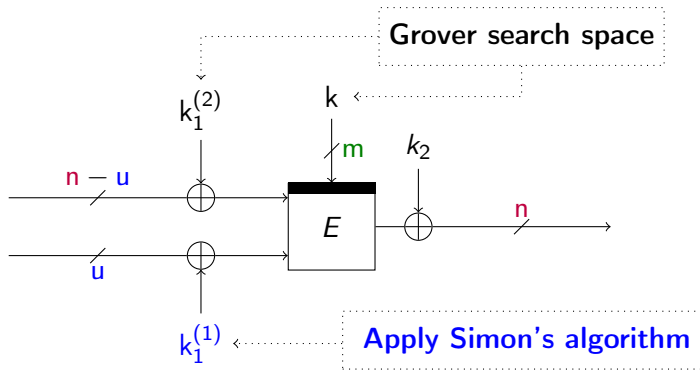 Grover search space
k₁⁽²⁾
k
m
k₂
n − u
E
n
u
k₁⁽¹⁾
Apply Simon's algorithm